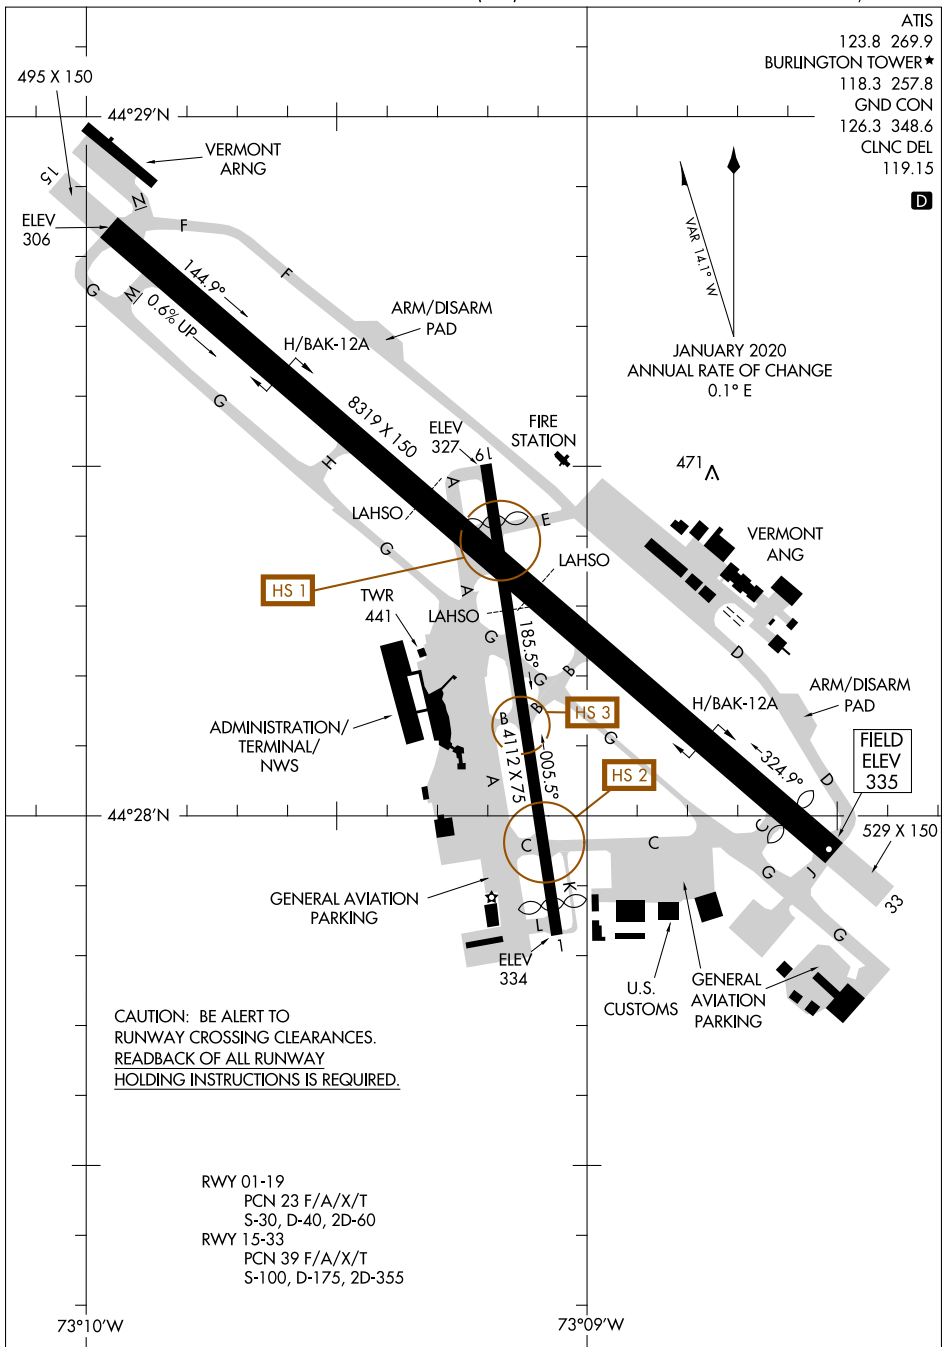 ATIS
123.8 269.9
BURLINGTON TOWER★
118.3 257.8
GND CON
126.3 348.6
CLNC DEL
119.15
D
495 X 150
44°29'N
VERMONT
ARNG
15
N
F
ELEV
306
VAR 14.1° W
144.9°
F
G
M
0.6% UP
ARM/DISARM
PAD
H/BAK-12A
JANUARY 2020
ANNUAL RATE OF CHANGE
0.1° E
G
8319 X 150
ELEV
327
FIRE
STATION
19
H
471
A
LAHSO
E
VERMONT
ANG
G
LAHSO
HS 1
TWR
441
A
LAHSO
G
185.5°
D
B
G
ARM/DISARM
PAD
B
HS 3
H/BAK-12A
ADMINISTRATION/
TERMINAL/
NWS
B
G
4112 X 75
005.5°
324.9°
FIELD
ELEV
335
A
HS 2
D
44°28'N
529 X 150
J
C
C
G
J
GENERAL AVIATION
PARKING
K
33
L
1
G
ELEV
334
U.S.
CUSTOMS
GENERAL
AVIATION
PARKING
CAUTION: BE ALERT TO
RUNWAY CROSSING CLEARANCES.
READBACK OF ALL RUNWAY
HOLDING INSTRUCTIONS IS REQUIRED.
RWY 01-19
PCN 23 F/A/X/T
S-30, D-40, 2D-60
RWY 15-33
PCN 39 F/A/X/T
S-100, D-175, 2D-355
73°10'W
73°09'W